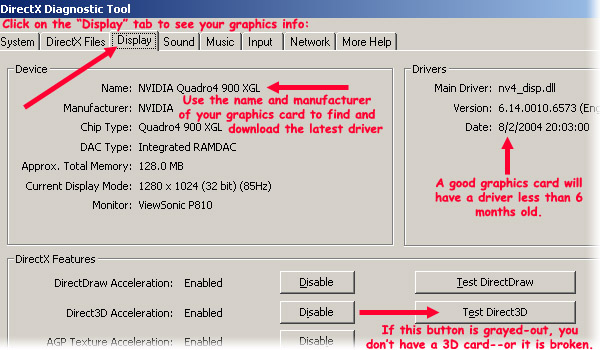 DirectX Diagnostic Tool
Click on the “Display” tab to see your graphics info:
System DirectX Files Display Sound Music Input Network More Help
Device
Name: NVIDIA Quadro4 900 XGL
Manufacturer: NVIDIA
Chip Type: Quadro4 900 XGL
DAC Type: Integrated RAMDAC
Approx. Total Memory: 128.0 MB
Current Display Mode: 1280 x 1024 (32 bit) (85Hz)
Monitor: ViewSonic P810
Use the name and manufacturer
of your graphics card to find and
download the latest driver
Drivers
Main Driver: nv4_disp.dll
Version: 6.14.0010.6573 (Eng
Date: 8/2/2004 20:03:00
A good graphics card will
have a driver less than 6
months old.
DirectX Features
DirectDraw Acceleration: Enabled Disable Test DirectDraw
Direct3D Acceleration: Enabled Disable Test Direct3D
AGP Texture Acceleration: Enabled Disable
If this button is grayed-out, you
don’t have a 3D card--or it is broken.